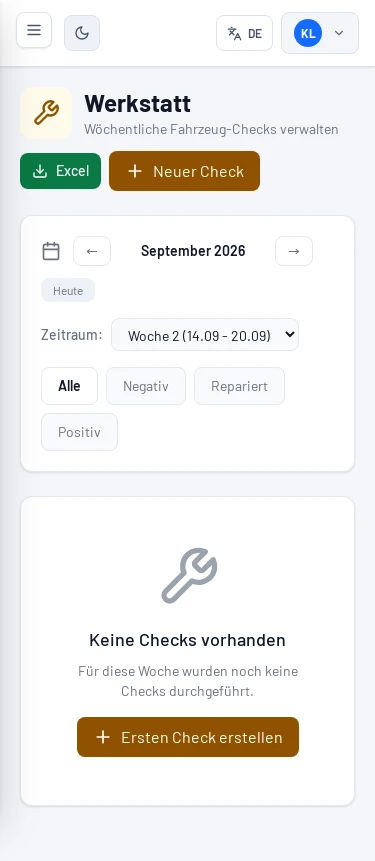 DE
KL
Werkstatt
Wöchentliche Fahrzeug-Checks verwalten
Excel
+ Neuer Check
← September 2026 →
Heute
Zeitraum: Woche 2 (14.09 - 20.09)
Alle Negativ Repariert
Positiv
Keine Checks vorhanden
Für diese Woche wurden noch keine
Checks durchgeführt.
+ Ersten Check erstellen